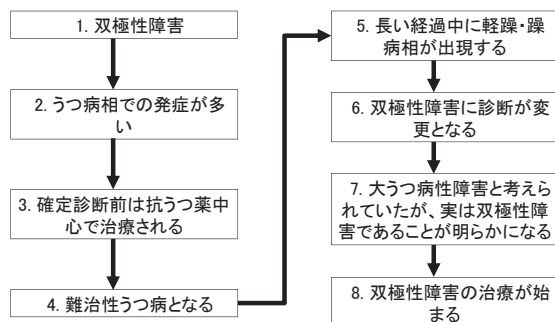 1. 双極性障害
2. うつ病相での発症が多
い
3. 確定診断前は抗うつ薬中
心で治療される
4. 難治性うつ病となる
5. 長い経過中に軽躁・躁
病相が出現する
6. 双極性障害に診断が変
更となる
7. 大うつ病性障害と考えら
れていたが、実は双極性障
害であることが明らかになる
8. 双極性障害の治療が始
まる